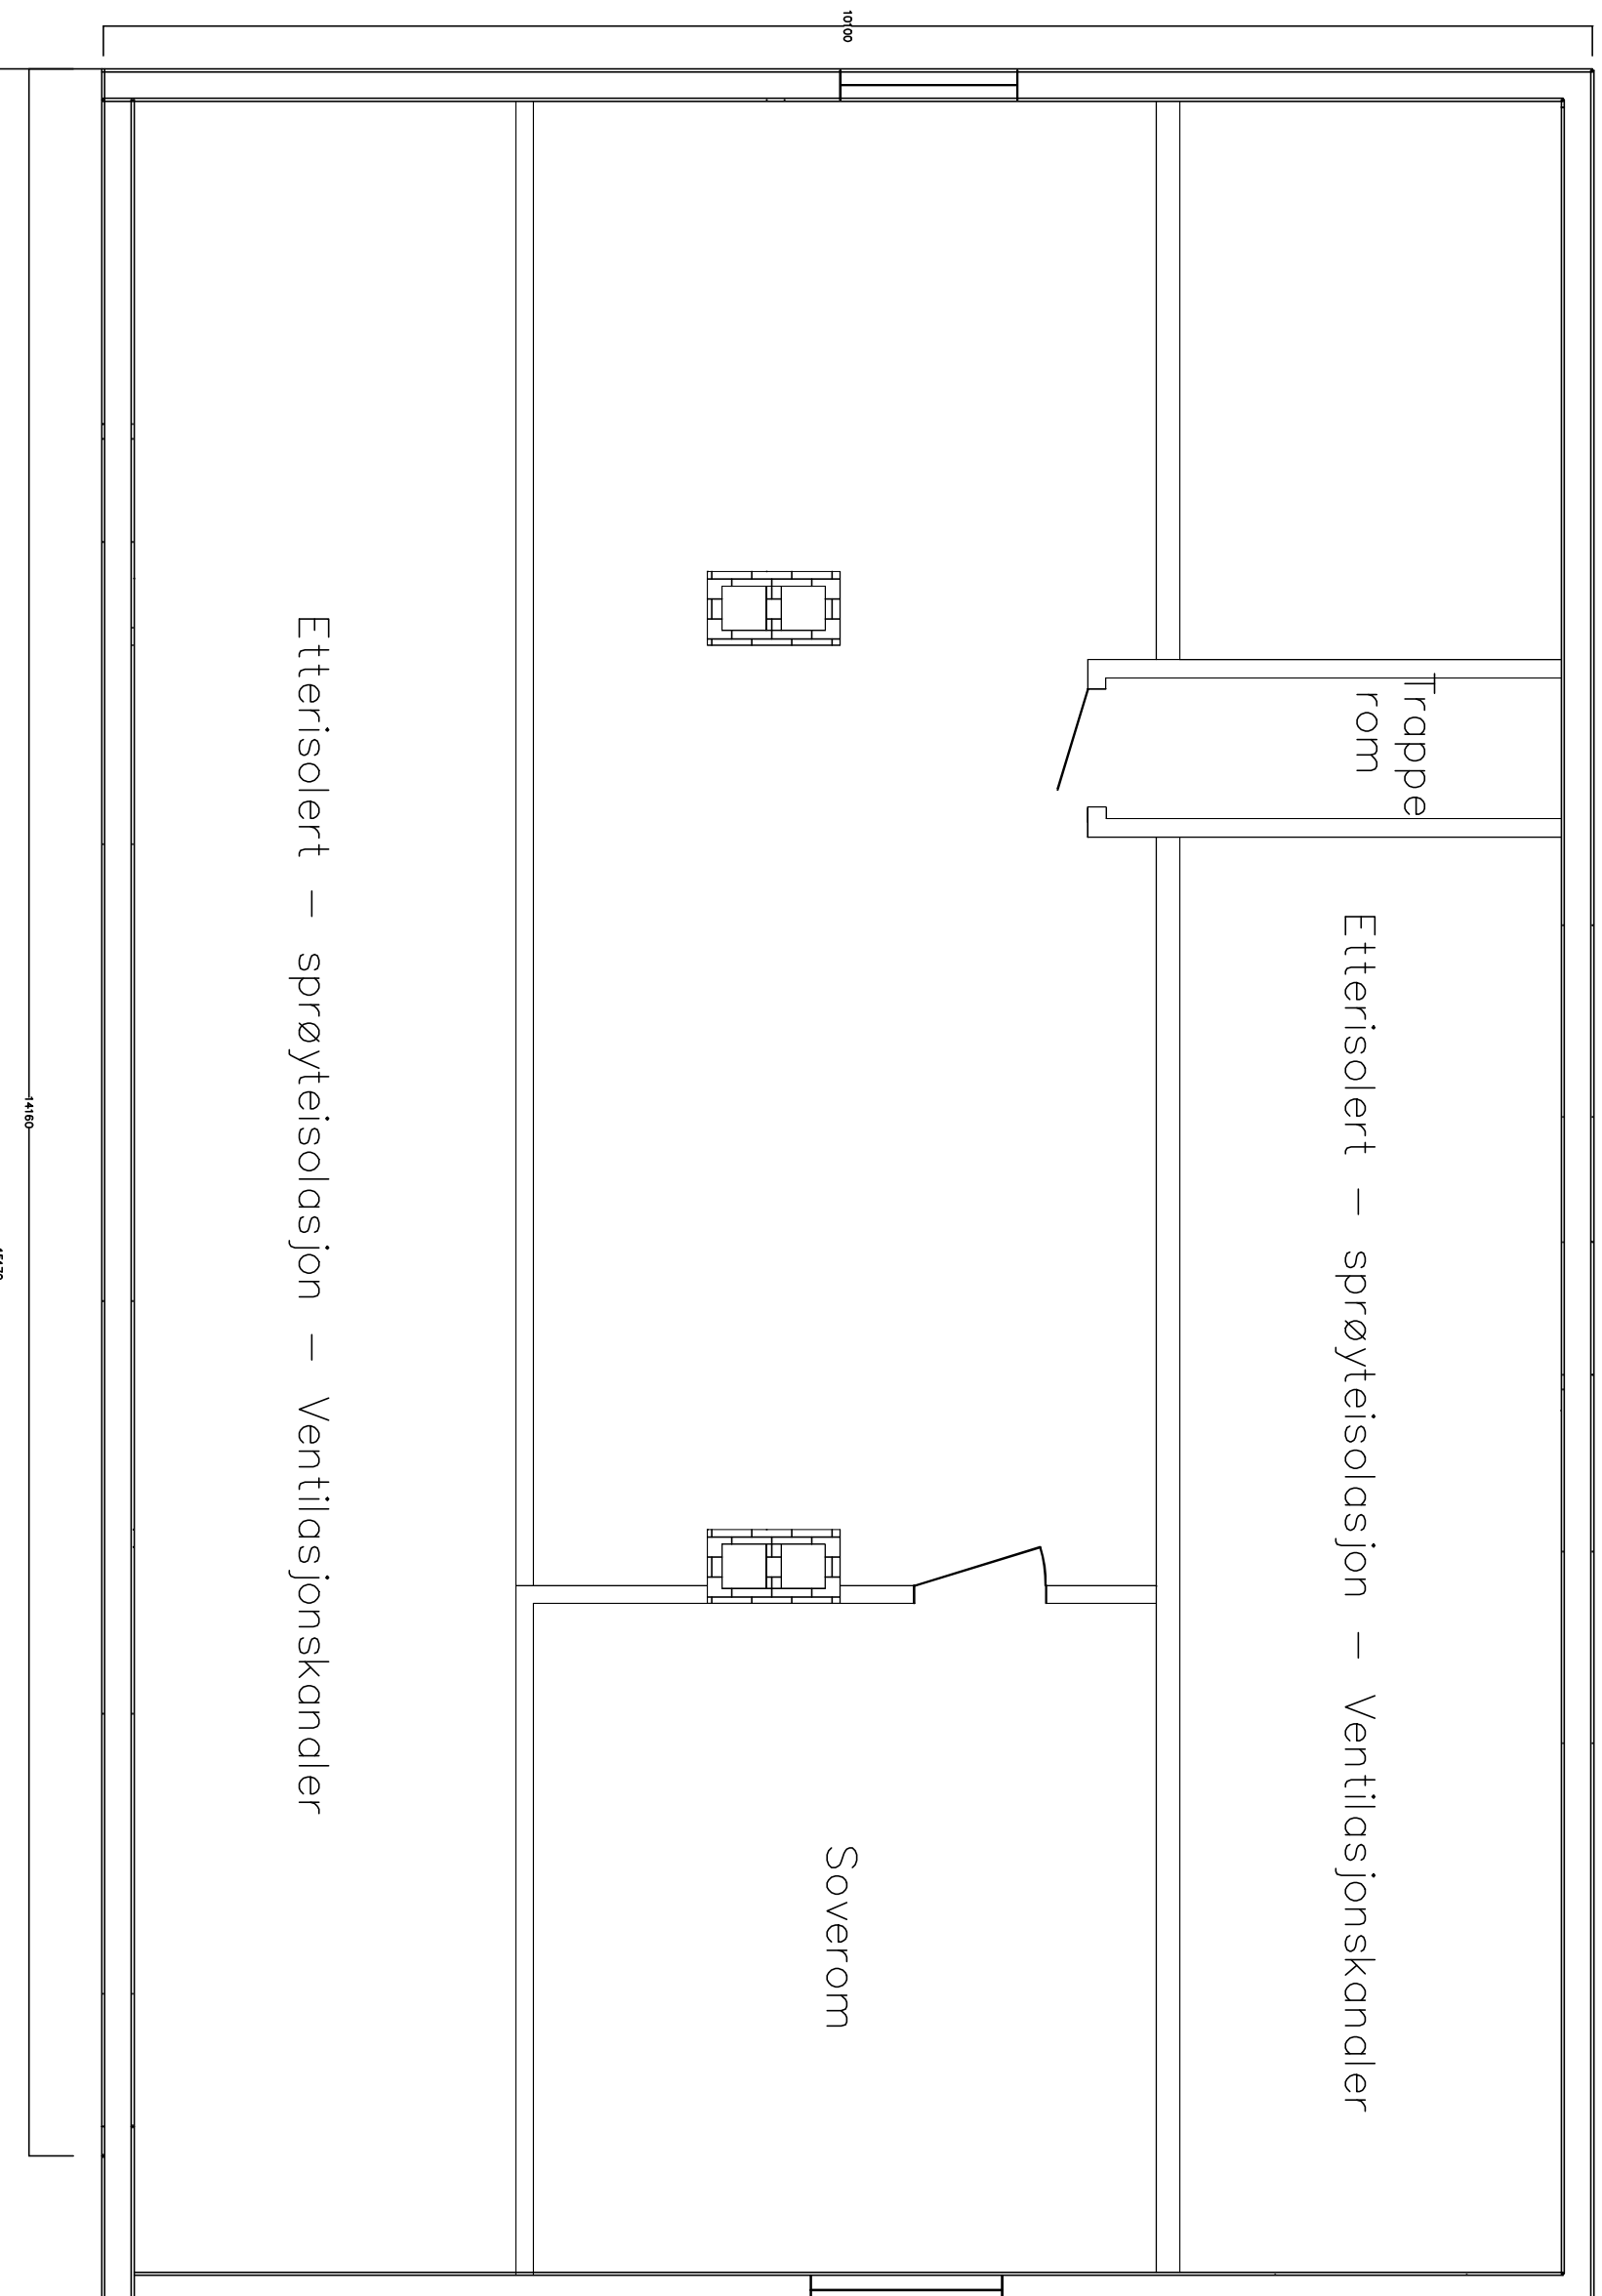 10100
Trappe
rom
Etterisolert – sprøyteisolasjon – Ventilasjonskanaler
Etterisolert – sprøyteisolasjon – Ventilasjonskanaler
Soverom
14160